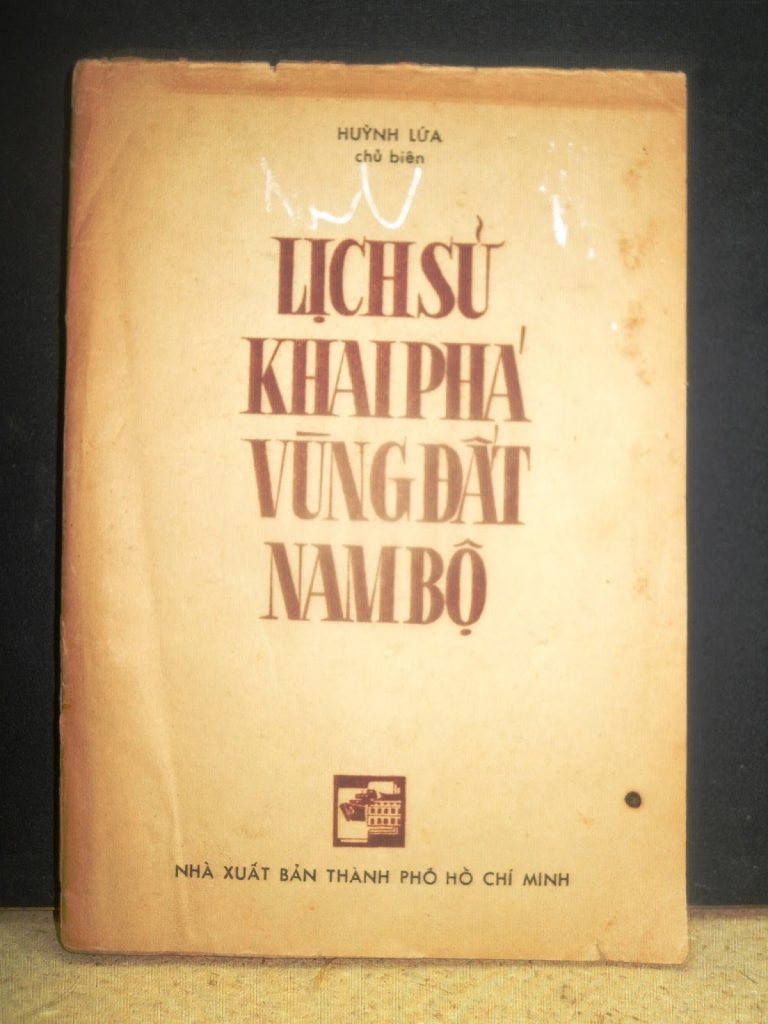 HUỲNH LỨA
chủ biên
LỊCH SỬ
KHAI PHÁ
VÙNG ĐẤT
NAM BỘ
NHÀ XUẤT BẢN THÀNH PHỐ HỒ CHÍ MINH